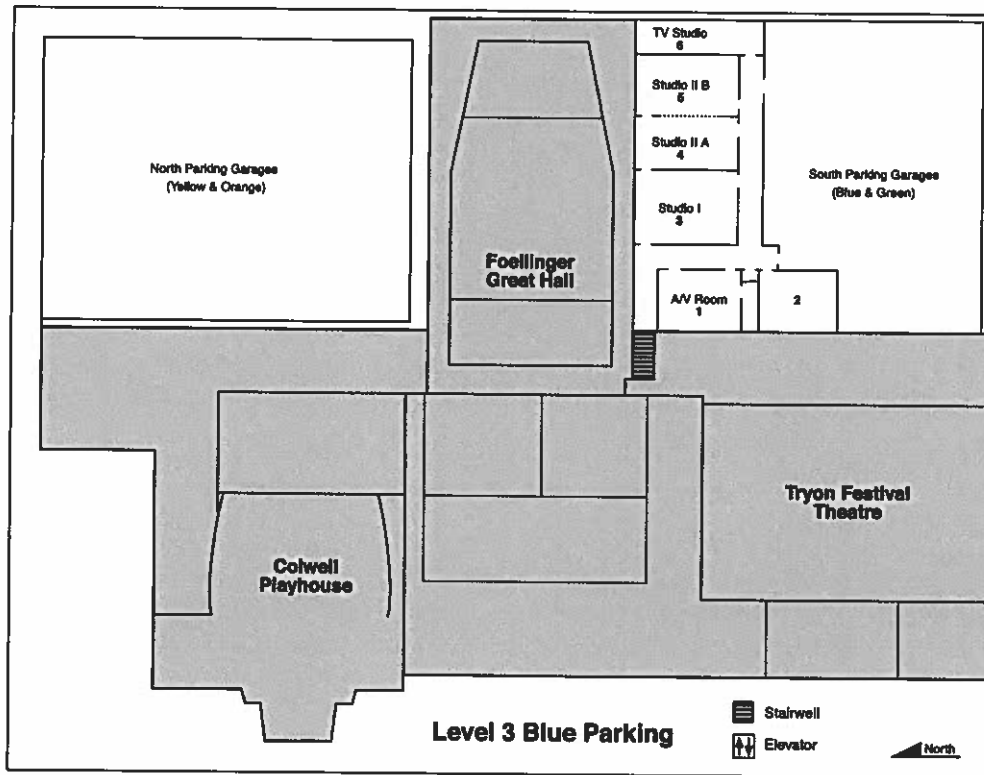 TV Studio
6
Studio II B
5
Studio II A
4
Studio I
3
North Parking Garages
(Yellow & Orange)
South Parking Garages
(Blue & Green)
Foellinger
Great Hall
A/V Room
1
2
Tryon Festival
Theatre
Colwell
Playhouse
Level 3 Blue Parking
Stairwell
Elevator
North